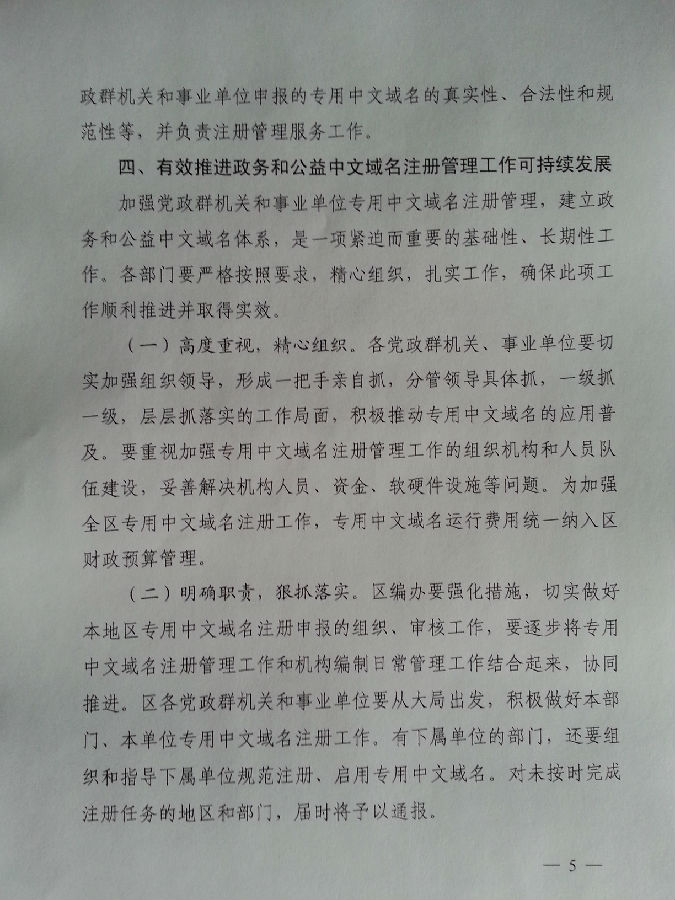 政群机关和事业单位申报的专用中文域名的真实性、合法性和规
范性等，并负责注册管理服务工作。
四、有效推进政务和公益中文域名注册管理工作可持续发展
加强党政群机关和事业单位专用中文域名注册管理，建立政
务和公益中文域名体系，是一项紧迫而重要的基础性、长期性工
作。各部门要严格按照要求，精心组织，扎实工作，确保此项工
作顺利推进并取得实效。
（一）高度重视，精心组织。各党政群机关、事业单位要切
实加强组织领导，形成一把手亲自抓，分管领导具体抓，一级抓
一级，层层抓落实的工作局面，积极推动专用中文域名的应用普
及。要重视加强专用中文域名注册管理工作的组织机构和人员队
伍建设，妥善解决机构人员、资金、软硬件设施等问题。为加强
全区专用中文域名注册工作，专用中文域名运行费用统一纳入区
财政预算管理。
（二）明确职责，狠抓落实。区编办要强化措施，切实做好
本地区专用中文域名注册申报的组织、审核工作，要逐步将专用
中文域名注册管理工作和机构编制日常管理工作结合起来，协同
推进。区各党政群机关和事业单位要从大局出发，积极做好本部
门、本单位专用中文域名注册工作。有下属单位的部门，还要组
织和指导下属单位规范注册、启用专用中文域名。对未按时完成
注册任务的地区和部门，届时将予以通报。
— 5 —